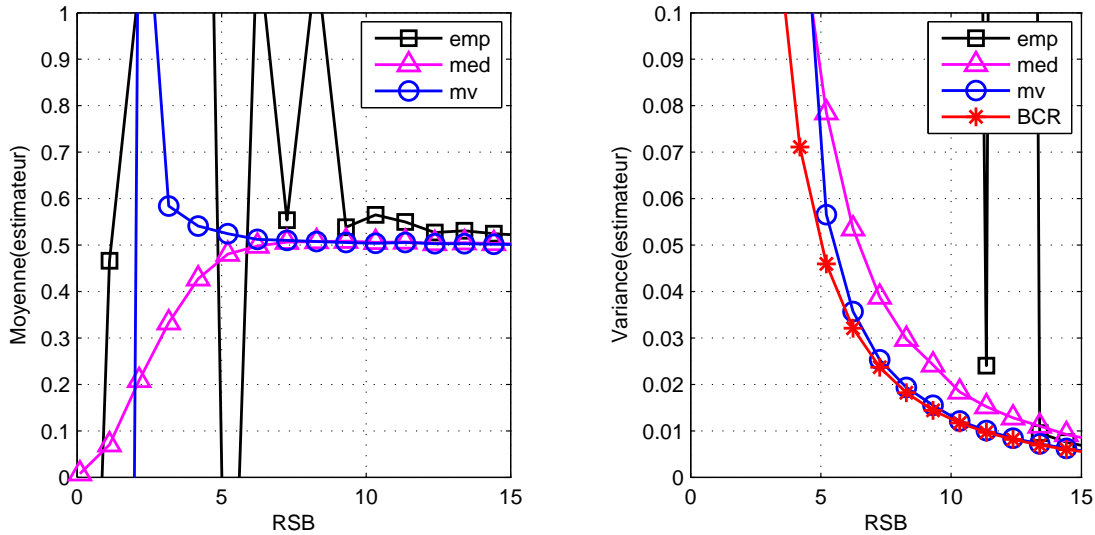 1
0.9
0.8
0.7
0.6
0.5
0.4
0.3
0.2
0.1
0
Moyenne(estimateur)
0 5 10 15
RSB
emp
med
mv
0.1
0.09
0.08
0.07
0.06
0.05
0.04
0.03
0.02
0.01
0
Variance(estimateur)
0 5 10 15
RSB
emp
med
mv
BCR